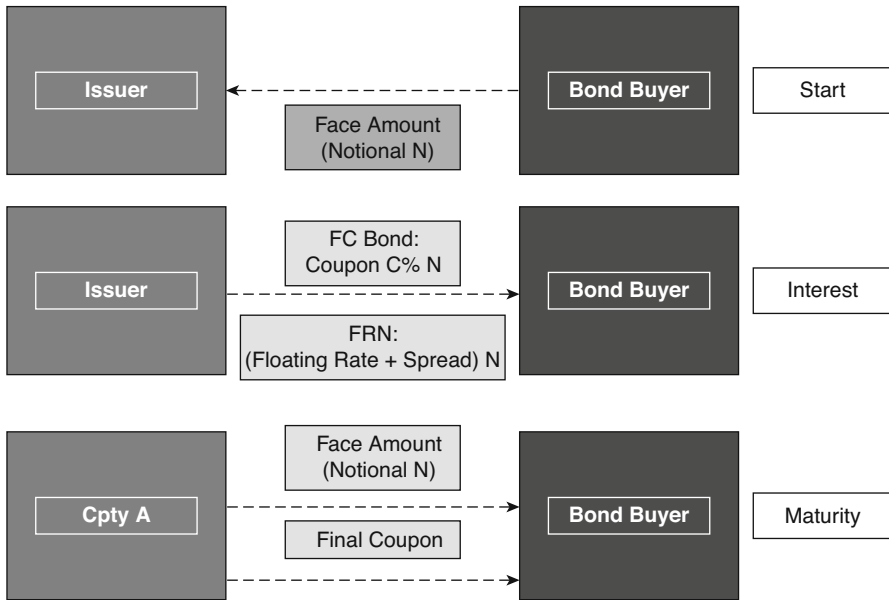 Issuer
Bond Buyer
Start
Face Amount
(Notional N)
Issuer
FC Bond:
Coupon C% N
Bond Buyer
Interest
FRN:
(Floating Rate + Spread) N
Face Amount
(Notional N)
Cpty A
Bond Buyer
Maturity
Final Coupon